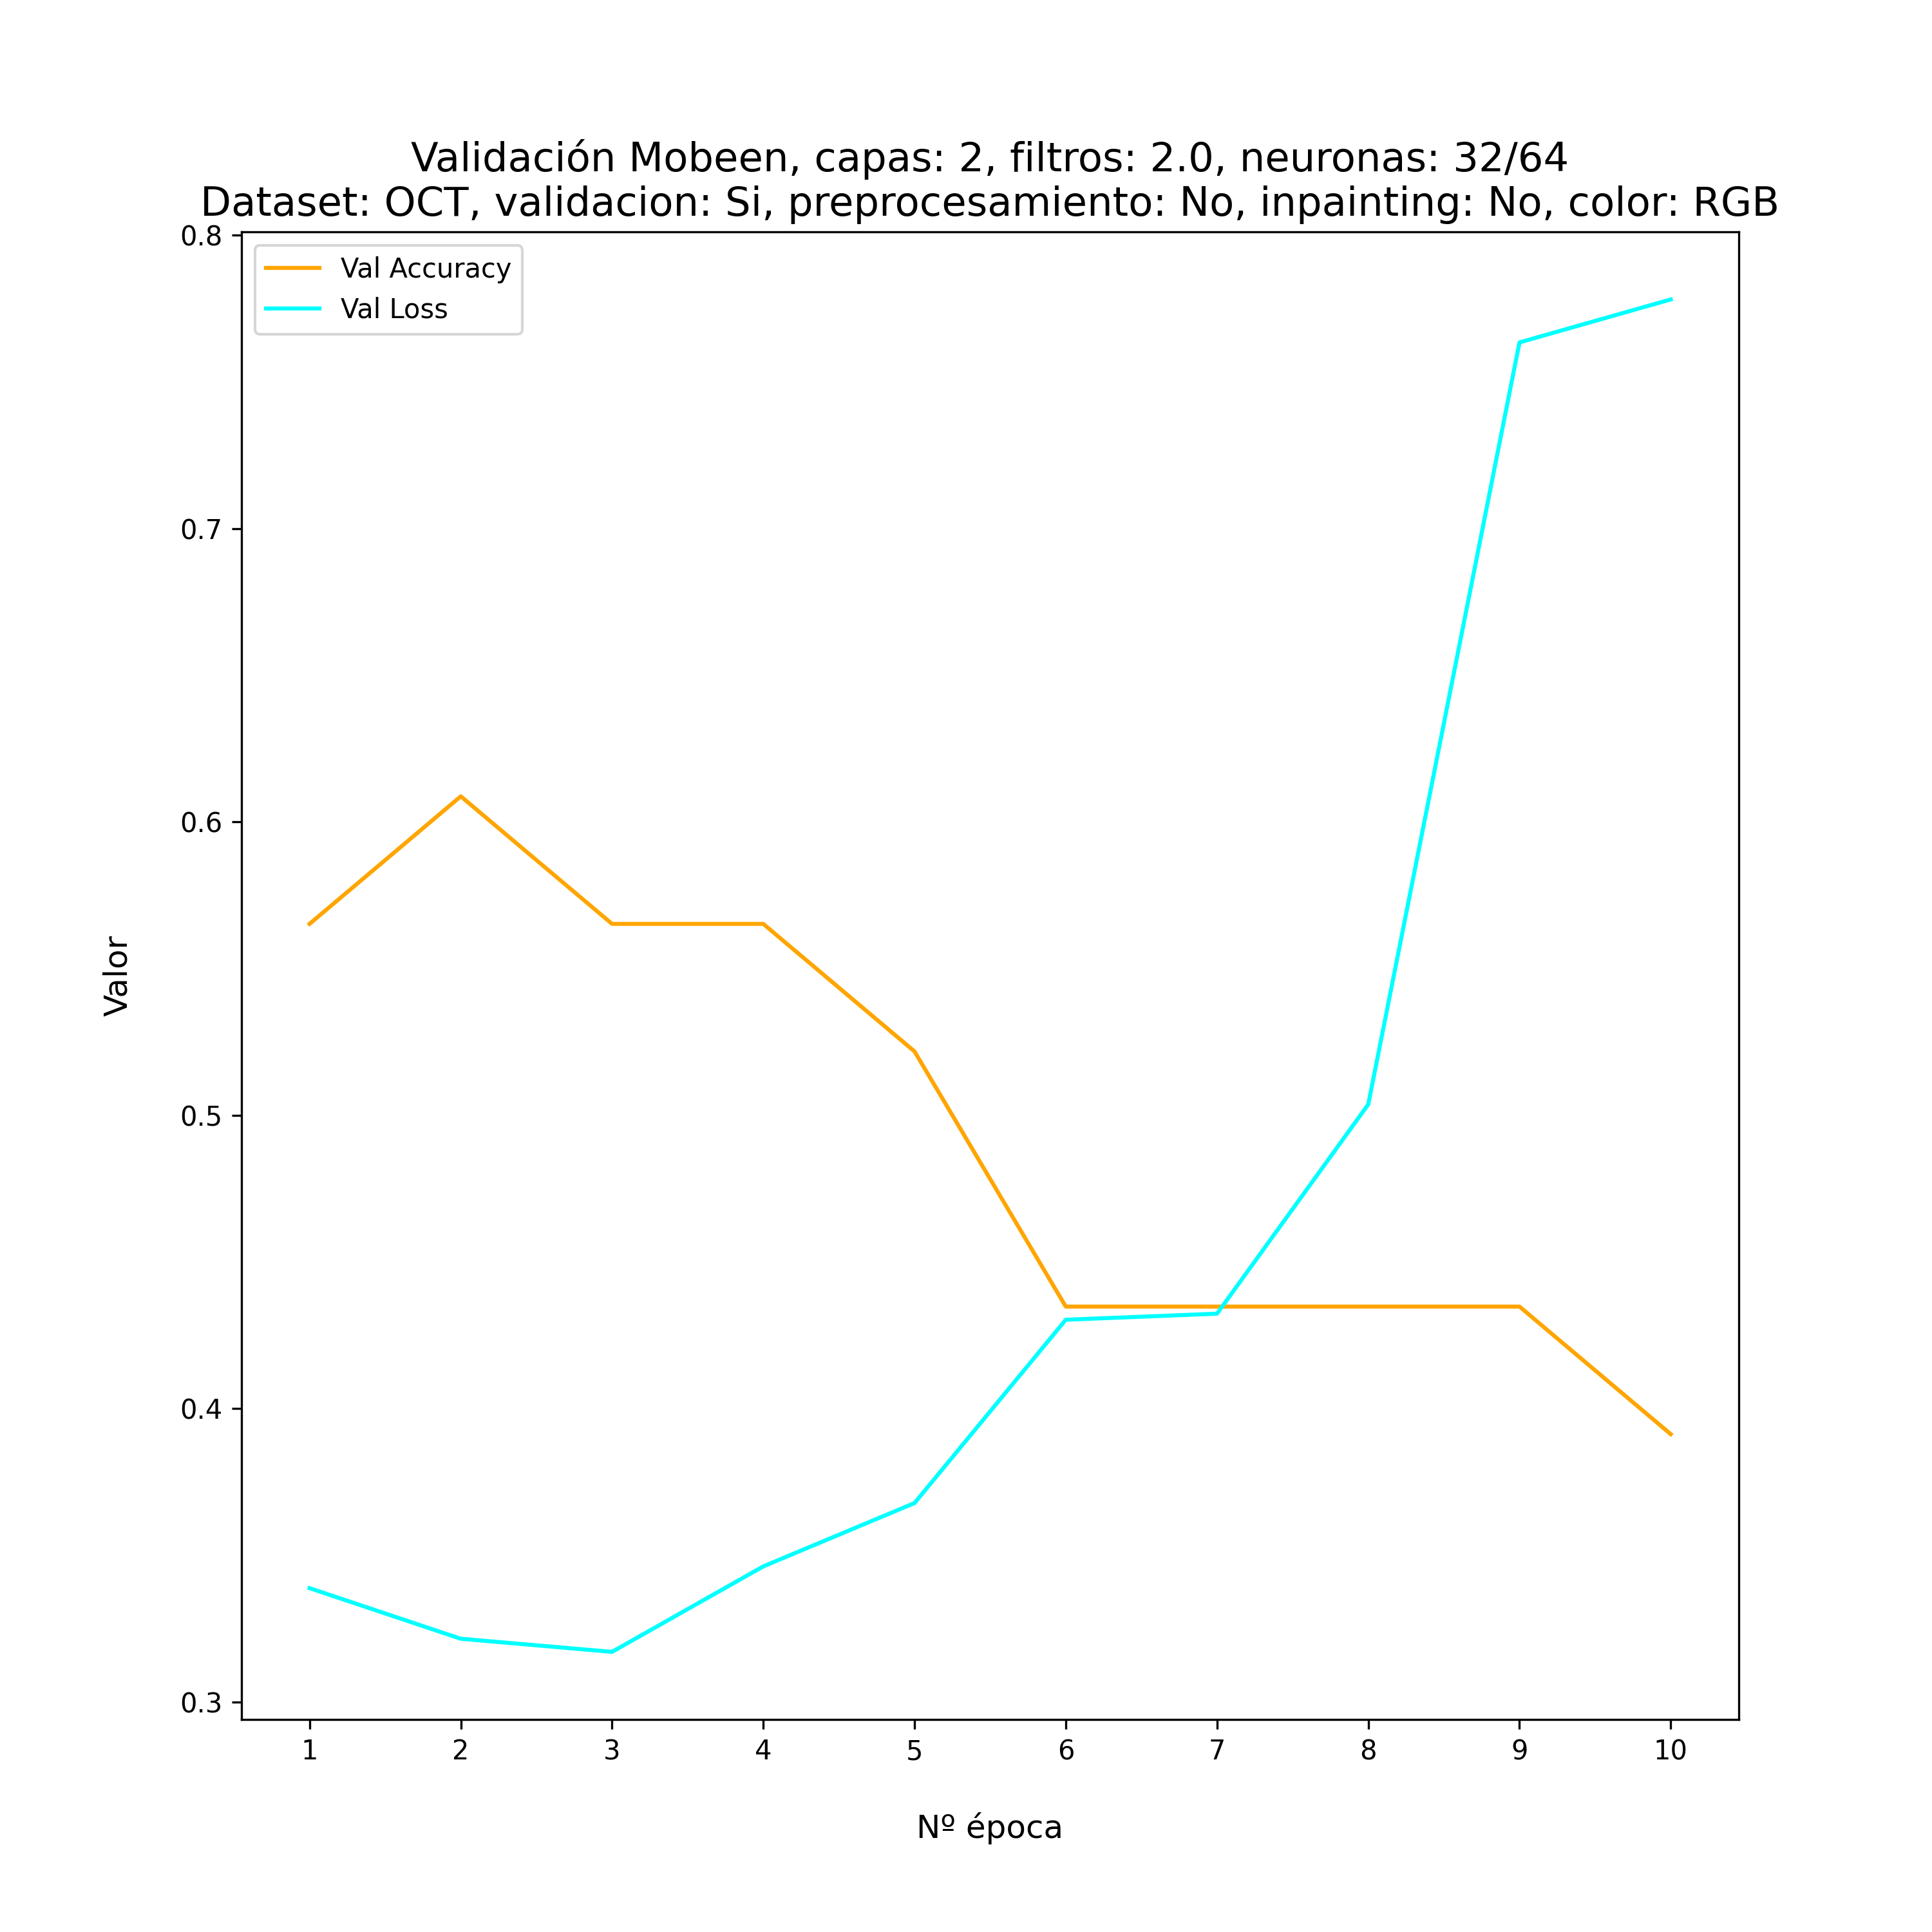 Validación Mobeen, capas: 2, filtros: 2.0, neuronas: 32/64
Dataset: OCT, validacion: Si, preprocesamiento: No, inpainting: No, color: RGB
Val Accuracy
Val Loss
0.8
0.7
0.6
0.5
0.4
0.3
Valor
1 2 3 4 5 6 7 8 9 10
Nº época